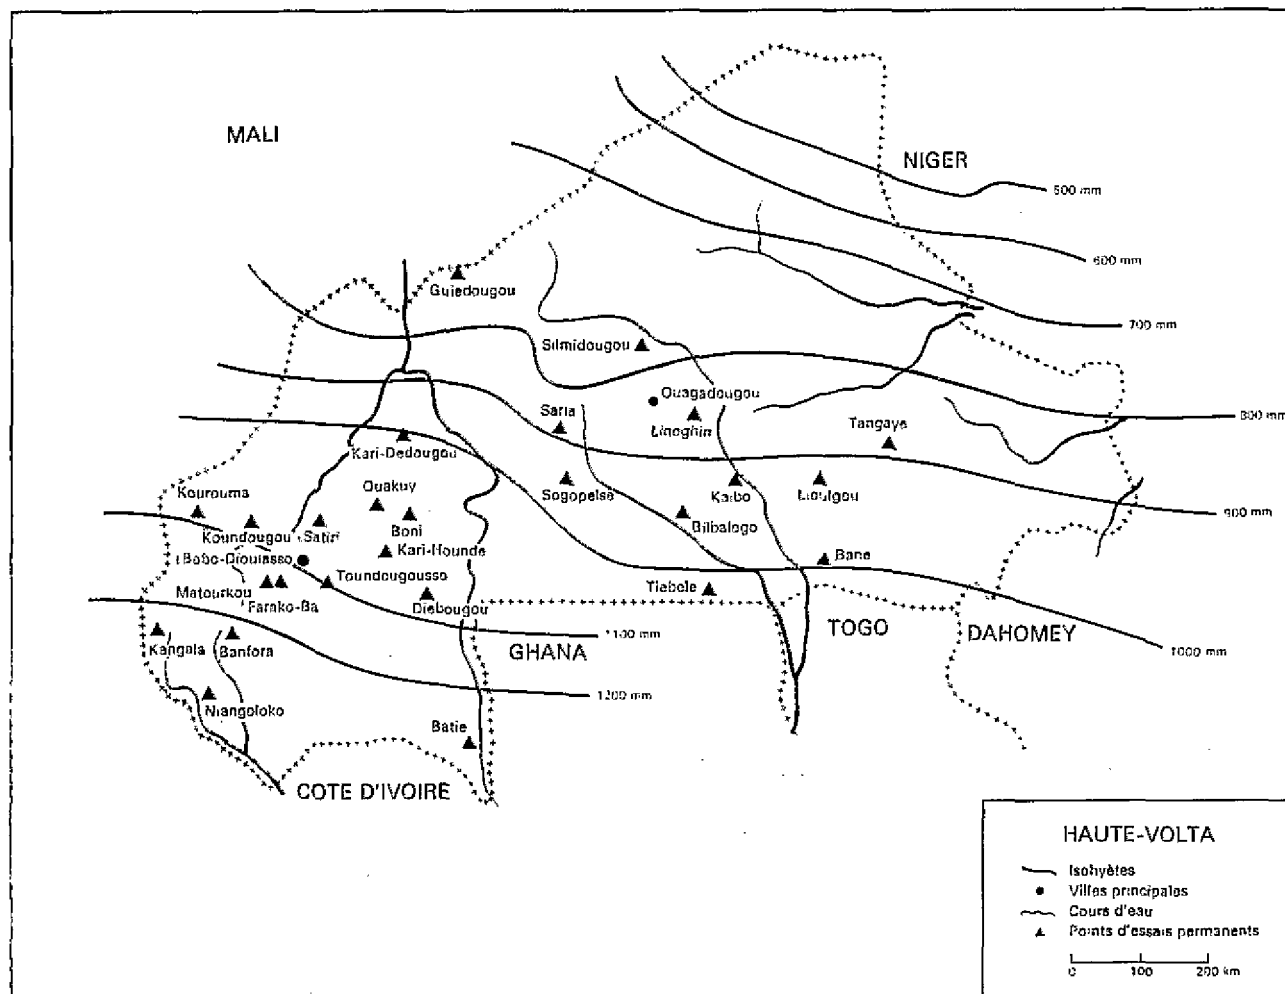 MALI
NIGER
500 mm
600 mm
700 mm
Guiedougou
Silmidougou
Ouagadougou
Linoghin
800 mm
Saria
Tangaye
Kari-Dedougou
Sogopelse
Kaibo
Lioulgou
Kourouma
Ouakuy
Bilbalogo
900 mm
Koundougou
Satiri
Boni
Kari-Hounde
Bobo-Dioulasso
Bane
Matourkou
Farako-Ba
Toundougousso
Diebougou
Tiebele
Kangala
Banfora
1100 mm
GHANA
TOGO
DAHOMEY
1000 mm
Niangoloko
1200 mm
Batie
COTE D'IVOIRE
HAUTE-VOLTA
Isohyètes
Villes principales
Cours d'eau
Points d'essais permanents
0 100 200 km